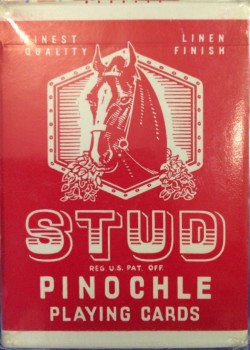 FINEST QUALITY
LINEN FINISH
STUD
REG. U.S. PAT. OFF
PINOCHLE
PLAYING CARDS